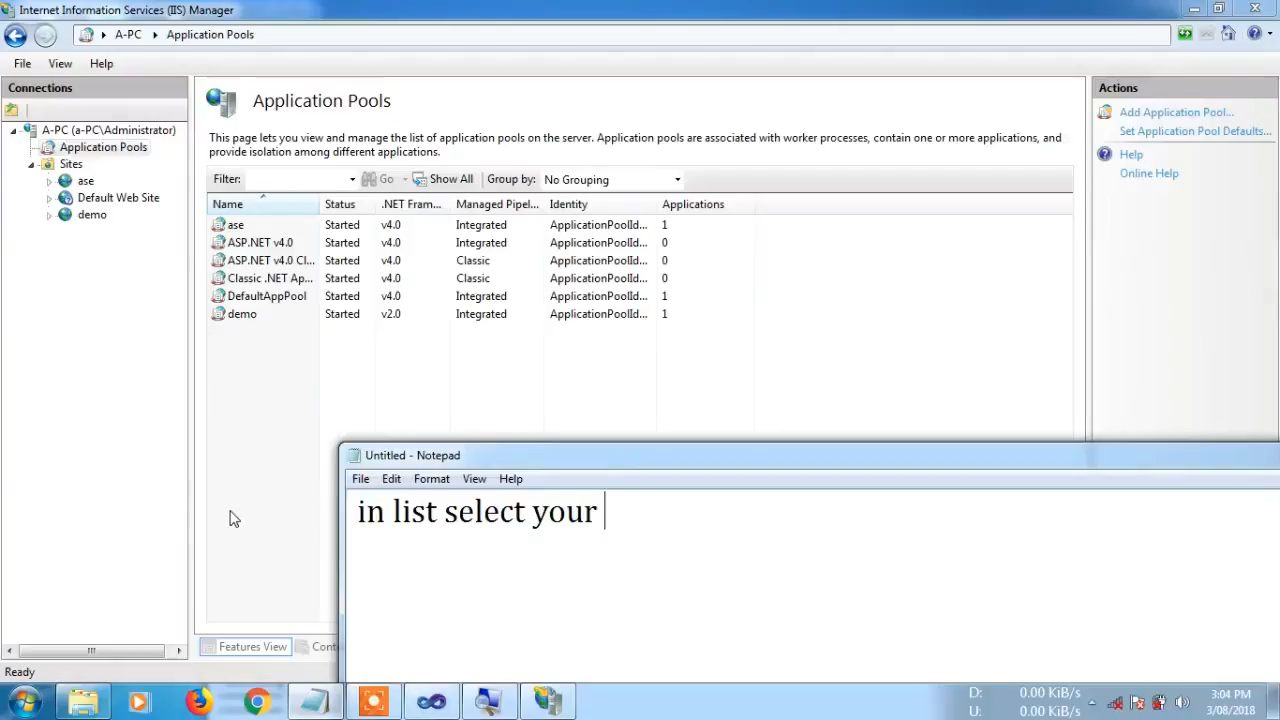 Internet Information Services (IIS) Manager
A-PC
Application Pools
File View Help
Connections
A-PC (a-PC\Administrator)
Application Pools
Sites
ase
Default Web Site
demo
Application Pools
This page lets you view and manage the list of application pools on the server. Application pools are associated with worker processes, contain one or more applications, and
provide isolation among different applications.
Filter: Go Show All Group by: No Grouping
Name Status .NET Fram... Managed Pipel... Identity Applications
ase Started v4.0 Integrated ApplicationPoolId... 1
ASP.NET v4.0 Started v4.0 Integrated ApplicationPoolId... 0
ASP.NET v4.0 Cl... Started v4.0 Classic ApplicationPoolId... 0
Classic .NET Ap... Started v4.0 Classic ApplicationPoolId... 0
DefaultAppPool Started v4.0 Integrated ApplicationPoolId... 1
demo Started v2.0 Integrated ApplicationPoolId... 1
Actions
Add Application Pool...
Set Application Pool Defaults...
Help
Online Help
Untitled - Notepad
File Edit Format View Help
in list select your
Features View Cont
Ready
D: 0.00 KiB/s
U: 0.00 KiB/s
3:04 PM
3/08/2018